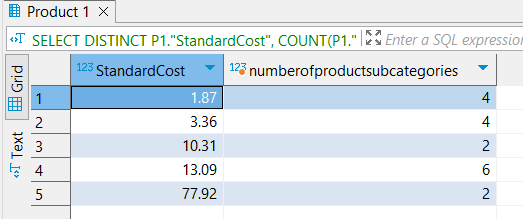 Product 1
SELECT DISTINCT P1."StandardCost", COUNT(P1." Enter a SQL expression
Grid
Text
123 StandardCost 123 numberofproductsubcategories
1 1.87 4
2 3.36 4
3 10.31 2
4 13.09 6
5 77.92 2